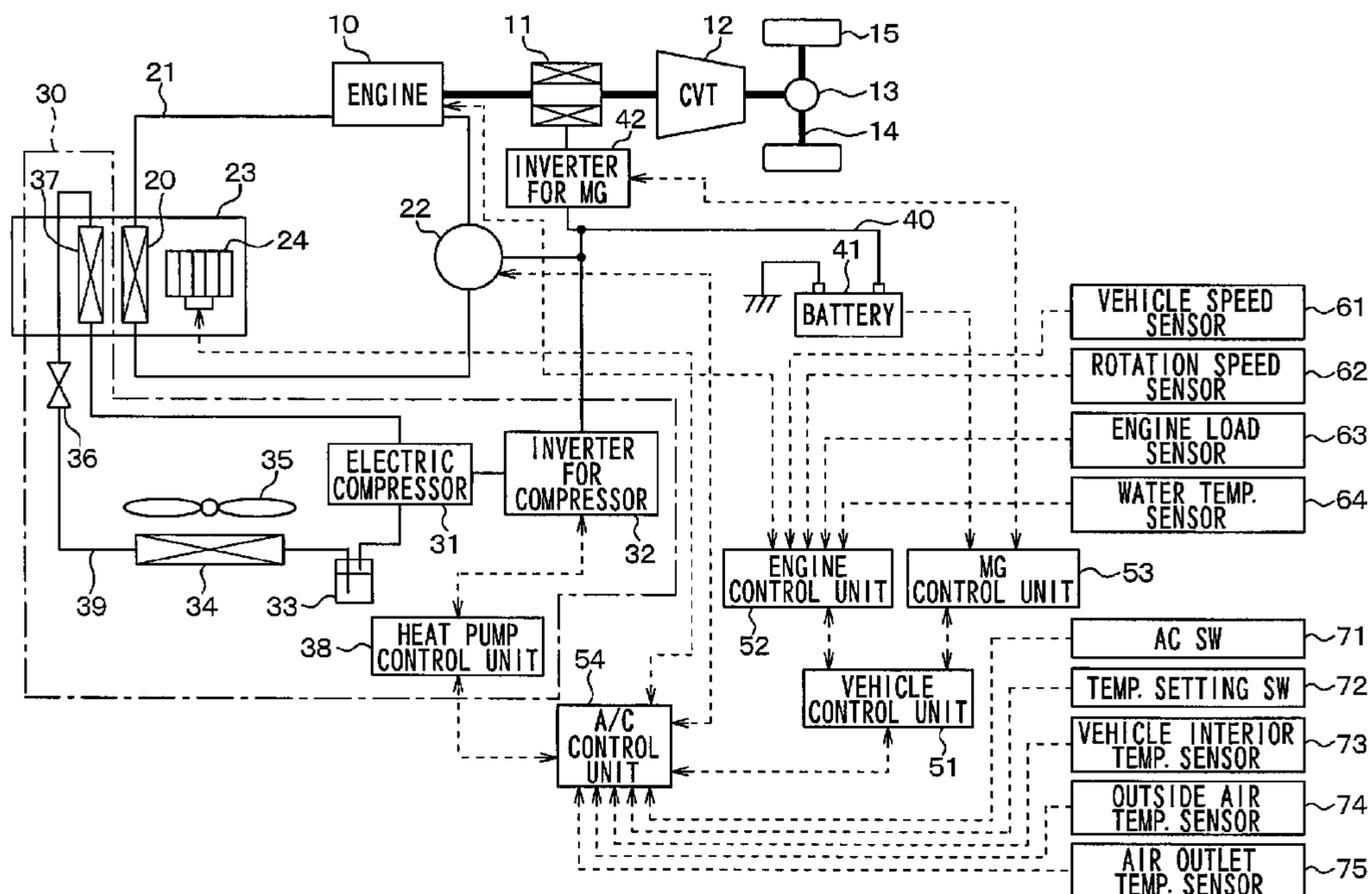 10
11
12
15
21
ENGINE
CVT
13
30
42
14
INVERTER
FOR MG
37
20
23
22
24
40
41
BATTERY
VEHICLE SPEED
SENSOR
61
ROTATION SPEED
SENSOR
62
36
35
ELECTRIC
COMPRESSOR
INVERTER
FOR
COMPRESSOR
ENGINE LOAD
SENSOR
63
WATER TEMP.
SENSOR
64
31
32
39
34
33
ENGINE
CONTROL UNIT
MG
CONTROL UNIT
53
52
38
HEAT PUMP
CONTROL UNIT
54
AC SW
71
VEHICLE
CONTROL UNIT
TEMP. SETTING SW
72
A/C
CONTROL
UNIT
51
VEHICLE INTERIOR
TEMP. SENSOR
73
OUTSIDE AIR
TEMP. SENSOR
74
AIR OUTLET
TEMP. SENSOR
75